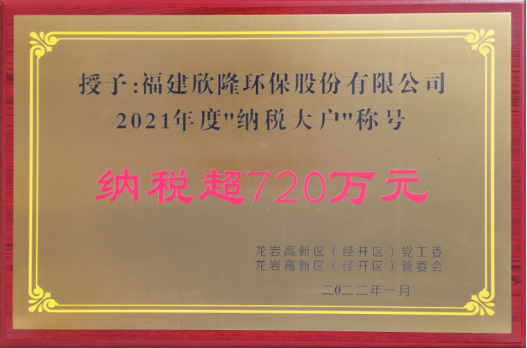 授予:福建欣隆环保股份有限公司
2021年度"纳税大户"称号
纳税超720万元
龙岩高新区(经开区)党工委
龙岩高新区(经开区)管委会
二0二二年一月